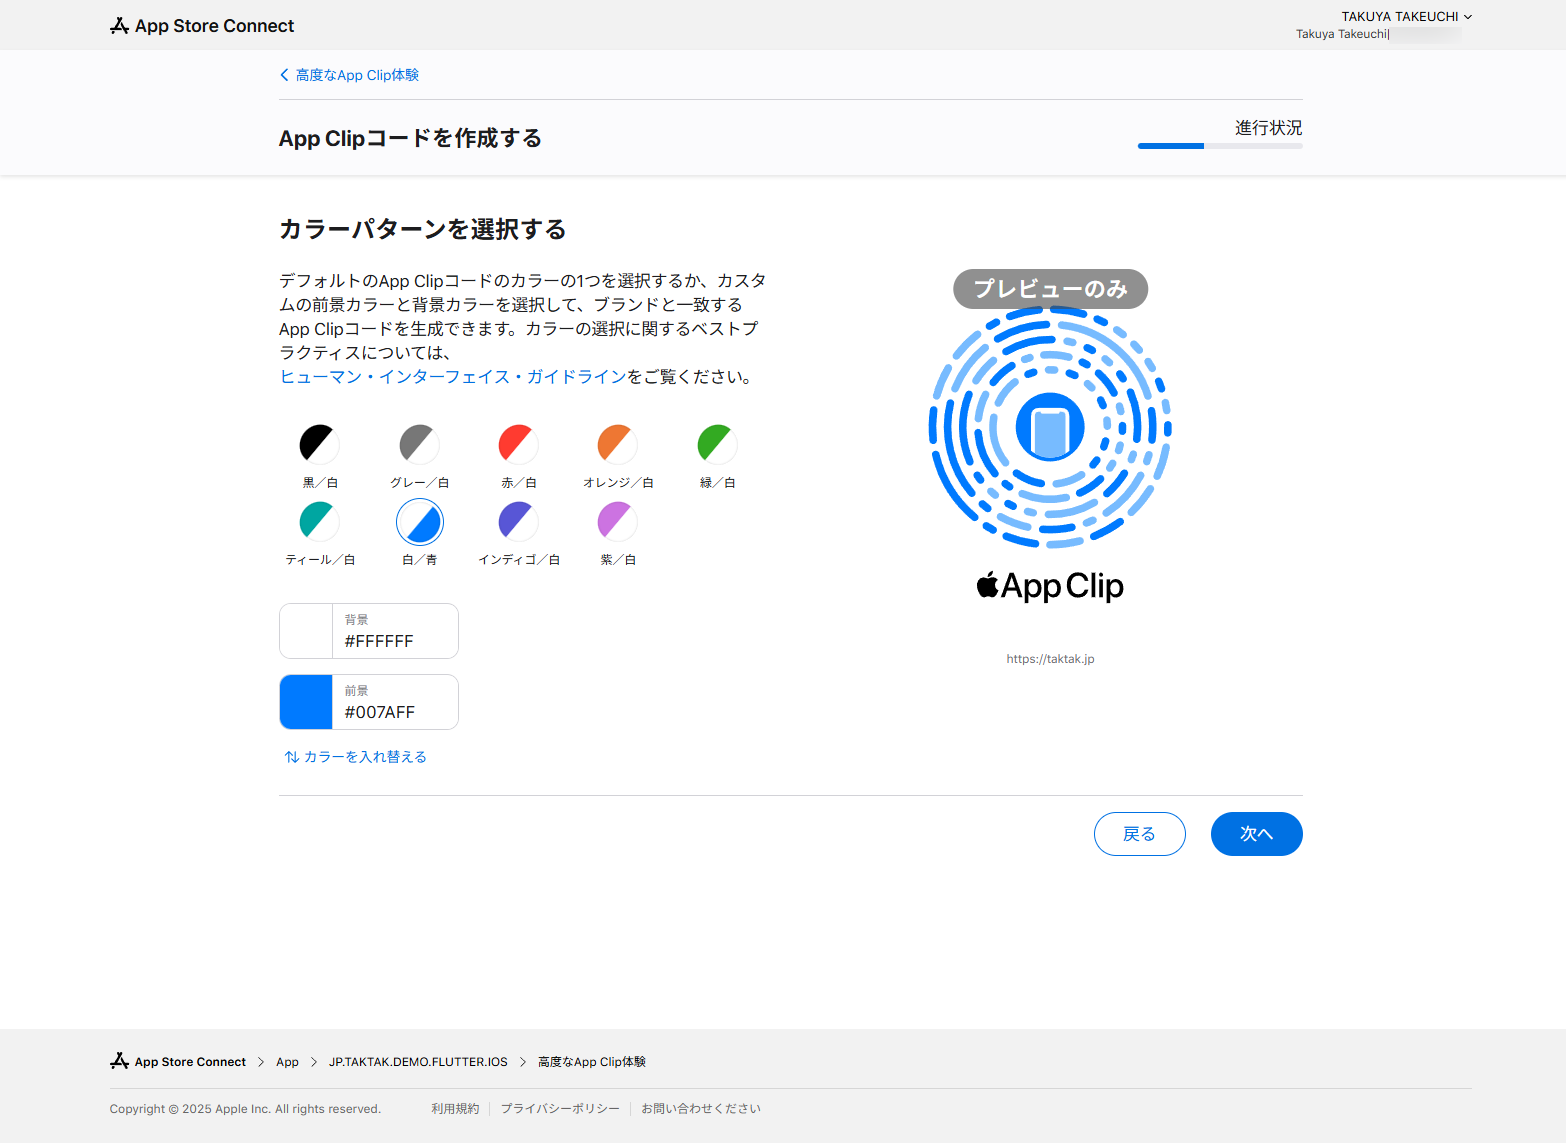 App Store Connect
TAKUYA TAKEUCHI
Takuya Takeuchi|
高度なApp Clip体験
App Clipコードを作成する
進行状況
カラーパターンを選択する
デフォルトのApp Clipコードのカラーの1つを選択するか、カスタ
ムの前景カラーと背景カラーを選択して、ブランドと一致する
App Clipコードを生成できます。カラーの選択に関するベストプ
ラクティスについては、
ヒューマン・インターフェイス・ガイドラインをご覧ください。
黒／白
グレー／白
赤／白
オレンジ／白
緑／白
ティール／白
白／青
インディゴ／白
紫／白
背景
#FFFFFF
前景
#007AFF
カラーを入れ替える
プレビューのみ
App Clip
https://taktak.jp
戻る
次へ
App Store Connect
App
JP.TAKTAK.DEMO.FLUTTER.IOS
高度なApp Clip体験
Copyright © 2025 Apple Inc. All rights reserved.
利用規約
プライバシーポリシー
お問い合わせください